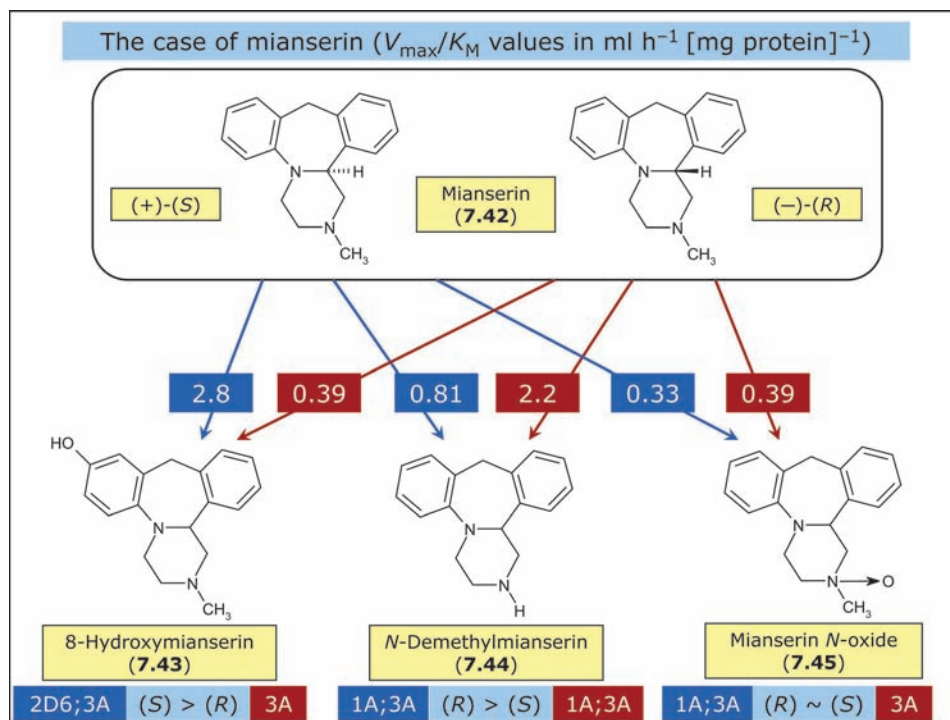 The case of mianserin (Vmax/KM values in ml h–1 [mg protein]–1)
N
H
N
CH3
(+)-(S)
Mianserin
(7.42)
N
H
N
CH3
(–)-(R)
2.8
0.39
0.81
2.2
0.33
0.39
HO
N
N
CH3
N
N
H
N
N
O
CH3
8-Hydroxymianserin
(7.43)
N-Demethylmianserin
(7.44)
Mianserin N-oxide
(7.45)
2D6;3A (S) > (R) 3A
1A;3A (R) > (S) 1A;3A
1A;3A (R) ~ (S) 3A